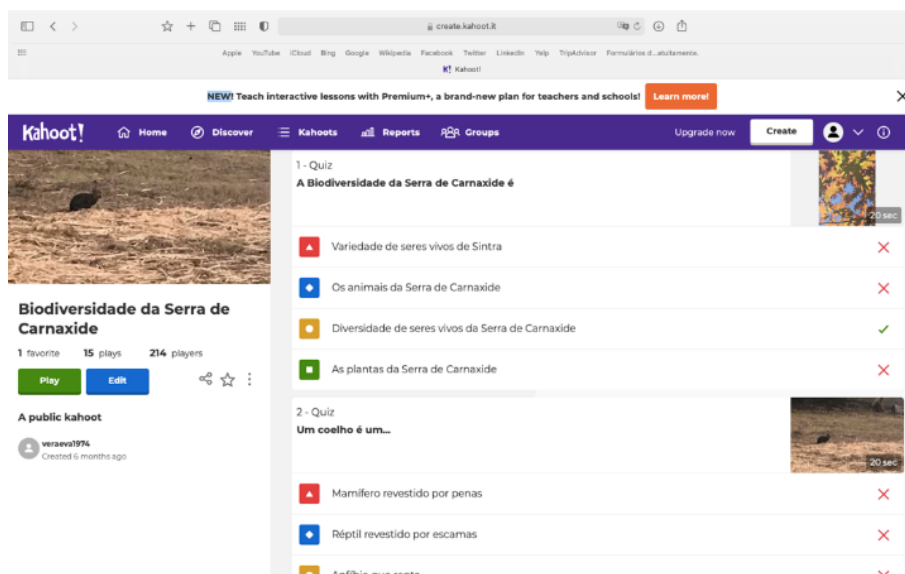 create.kahoot.it
Apple YouTube iCloud Bing Google Wikipedia Facebook Twitter LinkedIn Yelp TripAdvisor Formulários d...atuitamente.
K! Kahoot!
NEW! Teach interactive lessons with Premium+, a brand-new plan for teachers and schools! Learn more!
Kahoot! Home Discover Kahoots Reports Groups Upgrade now Create
1 - Quiz
A Biodiversidade da Serra de Carnaxide é
20 sec
Variedade de seres vivos de Sintra
Os animais da Serra de Carnaxide
Diversidade de seres vivos da Serra de Carnaxide
As plantas da Serra de Carnaxide
Biodiversidade da Serra de
Carnaxide
1 favorite 15 plays 214 players
Play Edit
A public kahoot
veraeva1974
Created 6 months ago
2 - Quiz
Um coelho é um...
20 sec
Mamífero revestido por penas
Réptil revestido por escamas